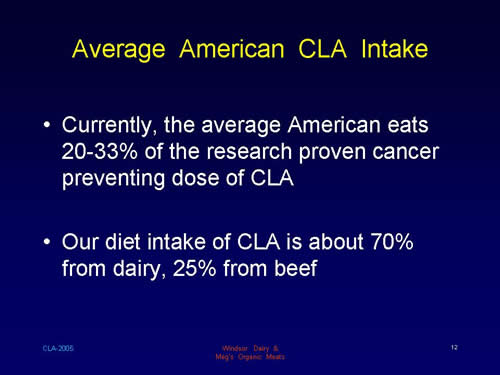 Average American CLA Intake
• Currently, the average American eats
20-33% of the research proven cancer
preventing dose of CLA
• Our diet intake of CLA is about 70%
from dairy, 25% from beef
CLA-2005
Windsor Dairy &
Meg's Organic Meats
12